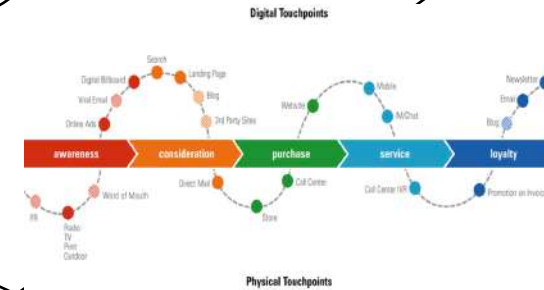 Digital Touchpoints
Search
Digital Billboard
Landing Page
Newsletter
Viral Email
Blog
Mobile
Email
Website
Online Ads
3rd Party Sites
IM/Chat
Blog
awareness
consideration
purchase
service
loyalty
Word of Mouth
Direct Mail
Call Center
Call Center IVR
Promotion on Invoice
PR
Store
Radio
TV
Print
Outdoor
Physical Touchpoints